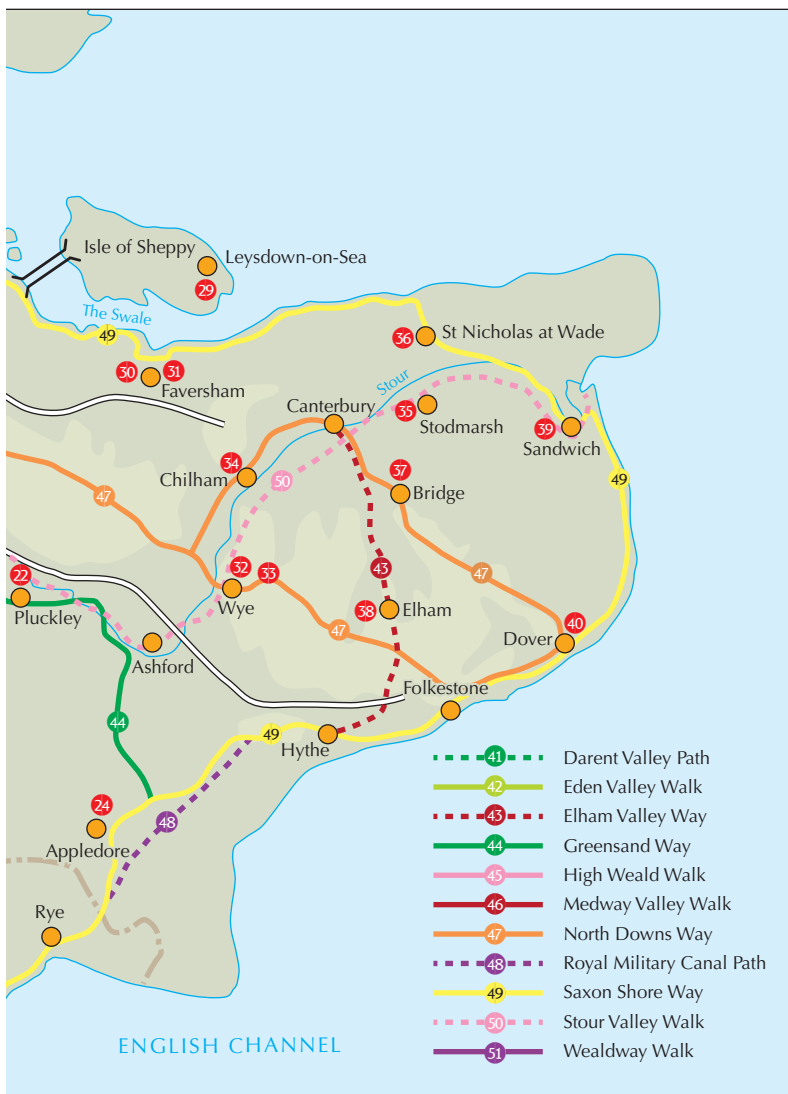 Isle of Sheppy
Leysdown-on-Sea
29
The Swale
49
36
St Nicholas at Wade
30
31
Faversham
Stour
Canterbury
35
Stodmarsh
39
Sandwich
34
Chilham
50
37
Bridge
49
47
22
Pluckley
32
33
Wye
43
47
38
Elham
47
40
Dover
Ashford
Folkestone
44
49
Hythe
24
Appledore
48
Rye
41 Darent Valley Path
42 Eden Valley Walk
43 Elham Valley Way
44 Greensand Way
45 High Weald Walk
46 Medway Valley Walk
47 North Downs Way
48 Royal Military Canal Path
49 Saxon Shore Way
50 Stour Valley Walk
51 Wealdway Walk
ENGLISH CHANNEL